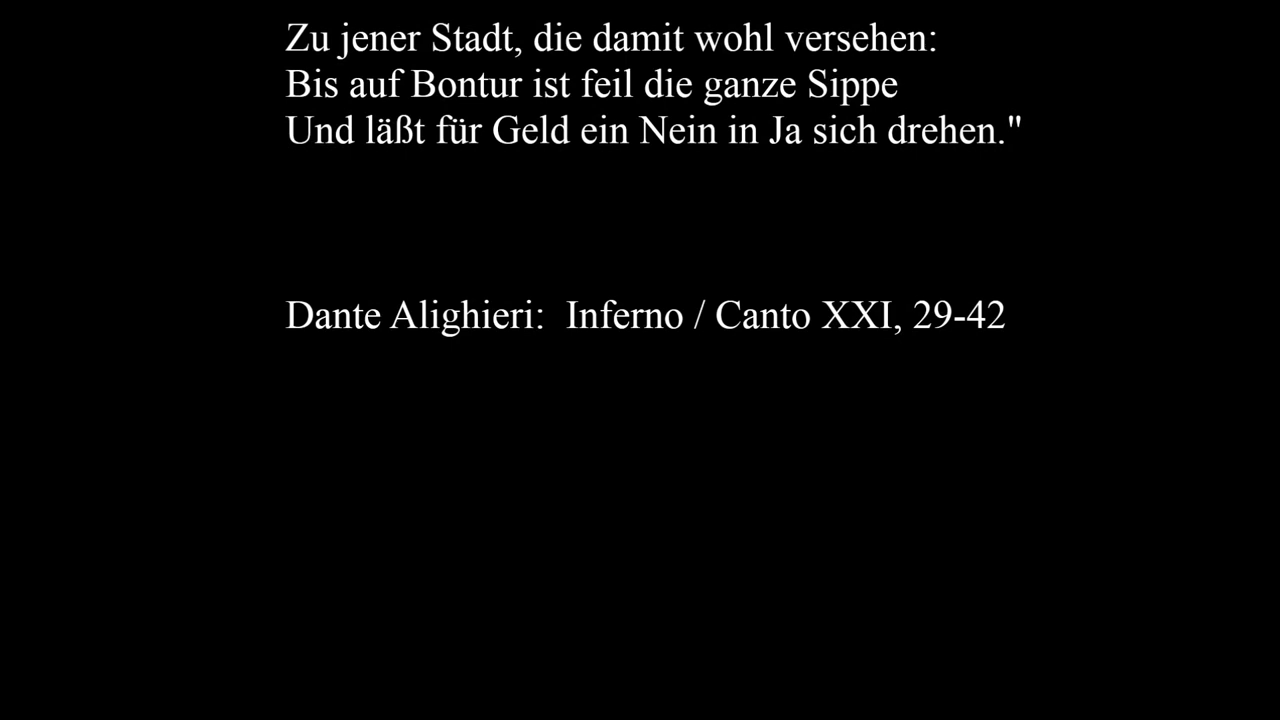 Zu jener Stadt, die damit wohl versehen:
Bis auf Bontur ist feil die ganze Sippe
Und läßt für Geld ein Nein in Ja sich drehen."
Dante Alighieri:  Inferno / Canto XXI, 29-42